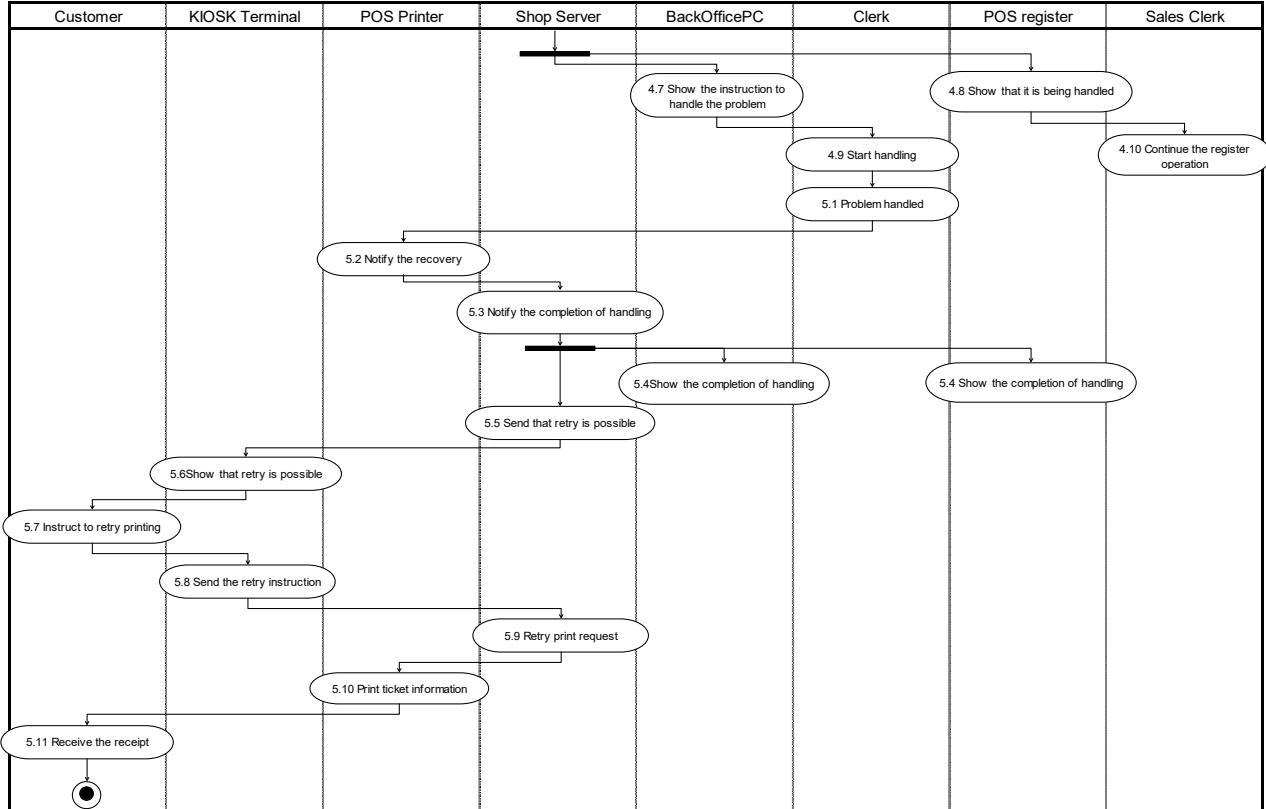 Customer
KIOSK Terminal
POS Printer
Shop Server
BackOfficePC
Clerk
POS register
Sales Clerk
4.7 Show the instruction to
handle the problem
4.8 Show that it is being handled
4.9 Start handling
4.10 Continue the register
operation
5.1 Problem handled
5.2 Notify the recovery
5.3 Notify the completion of handling
5.4Show the completion of handling
5.4 Show the completion of handling
5.5 Send that retry is possible
5.6Show that retry is possible
5.7 Instruct to retry printing
5.8 Send the retry instruction
5.9 Retry print request
5.10 Print ticket information
5.11 Receive the receipt